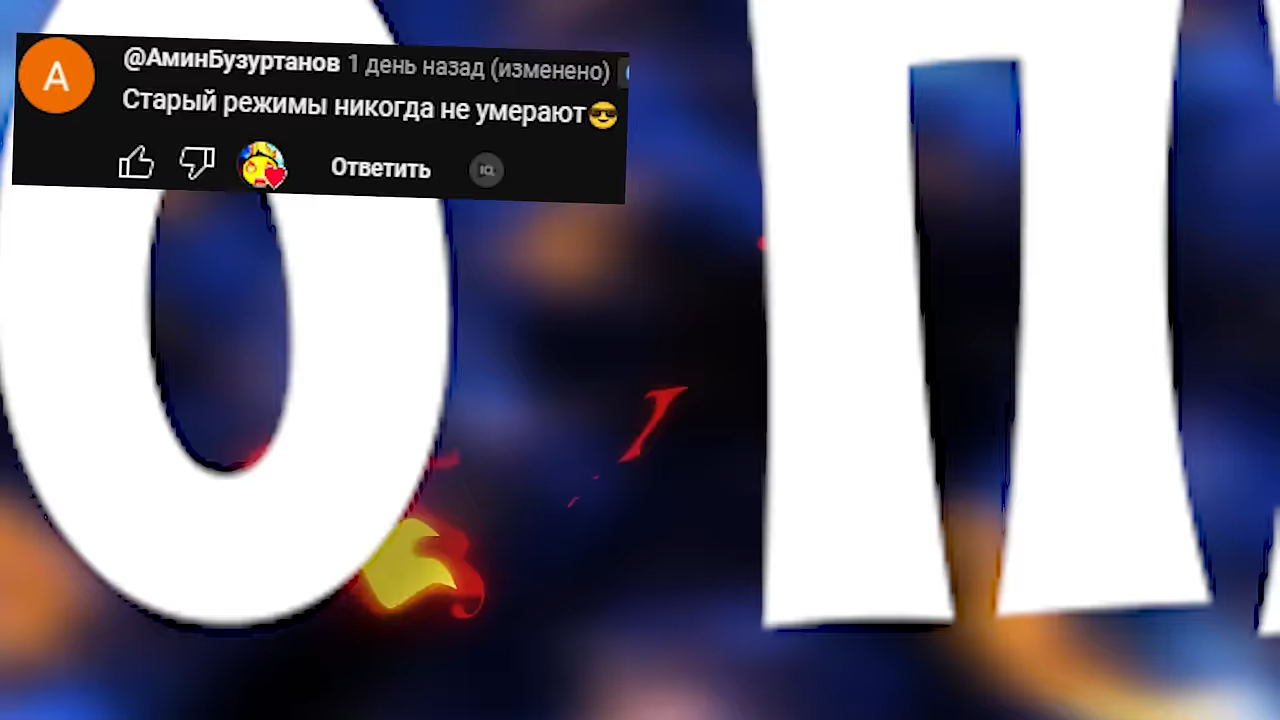 @АминБузуртанов 1 день назад (изменено)
Старый режимы никогда не умерают😎
Ответить
О П